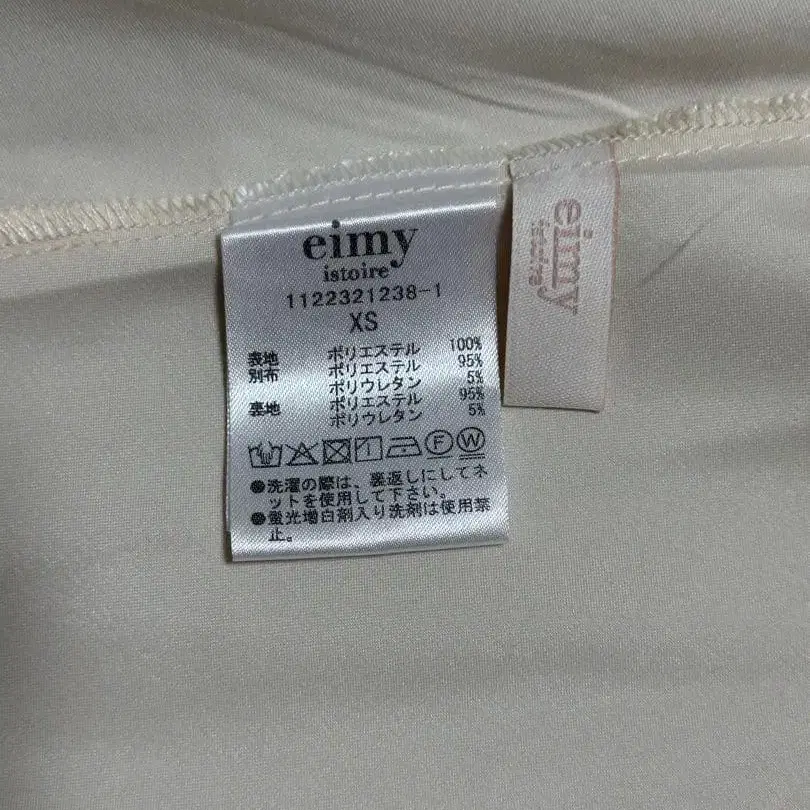 eimy
istoire
1122321238-1
XS
表地 ポリエステル 100%
別布 ポリエステル 95%
ポリウレタン 5%
裏地 ポリエステル 95%
ポリウレタン 5%
F W
●洗濯の際は、裏返しにしてネ
ットを使用して下さい。
●蛍光増白剤入り洗剤は使用禁
止。
eimy
istoire